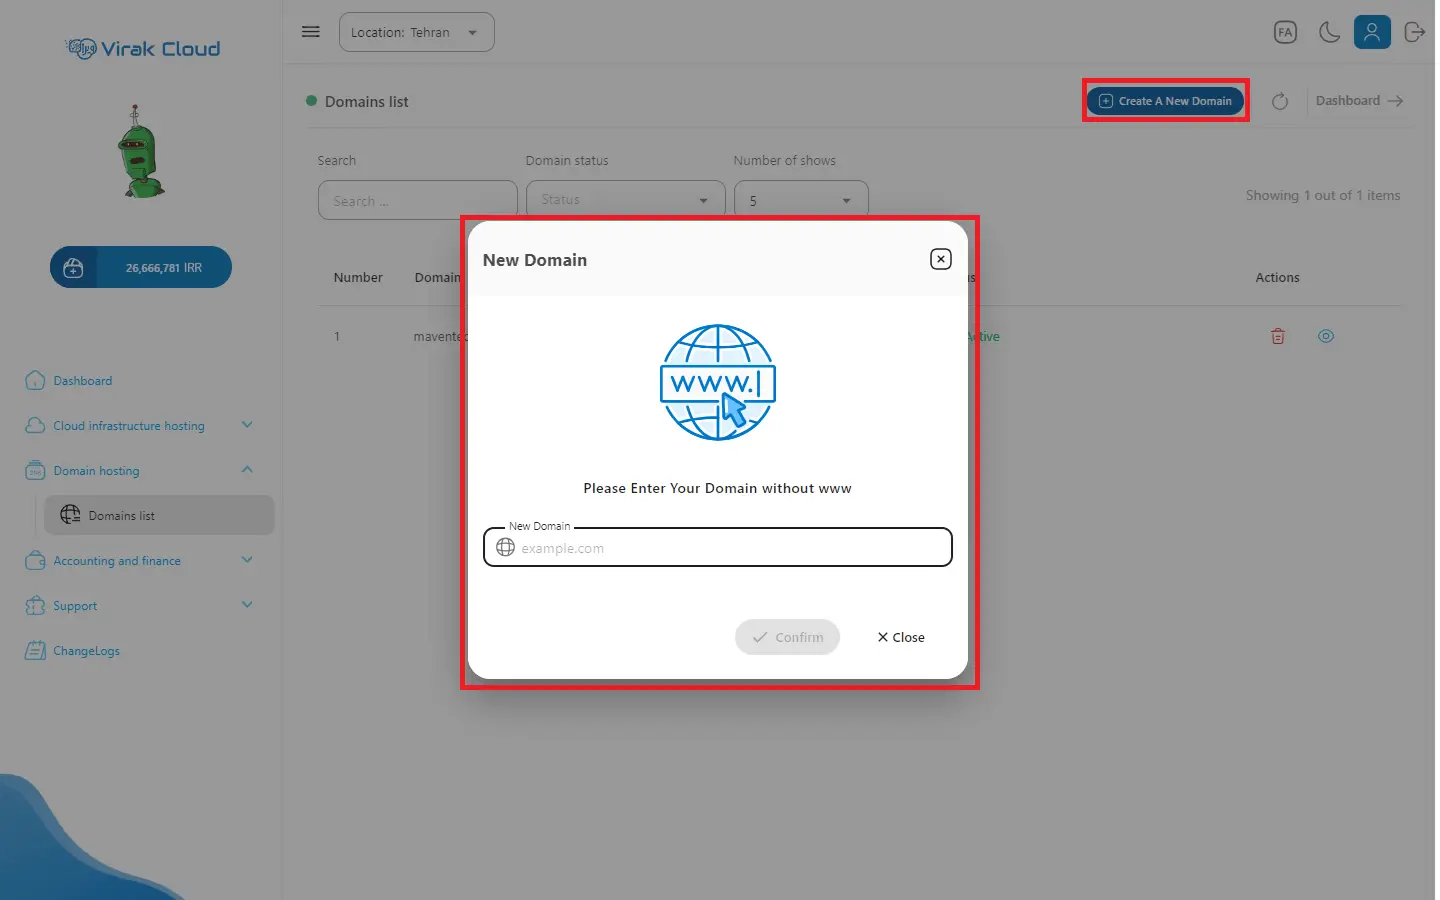 Virak Cloud
26,666,781 IRR
Dashboard
Cloud infrastructure hosting
Domain hosting
Domains list
Accounting and finance
Support
ChangeLogs
Location: Tehran
FA
Domains list
Create A New Domain
Dashboard
Search
Domain status
Number of shows
Search ...
Status
5
Showing 1 out of 1 items
Number
Domain
Actions
1
Active
New Domain
www.
Please Enter Your Domain without www
New Domain
example.com
Confirm
Close